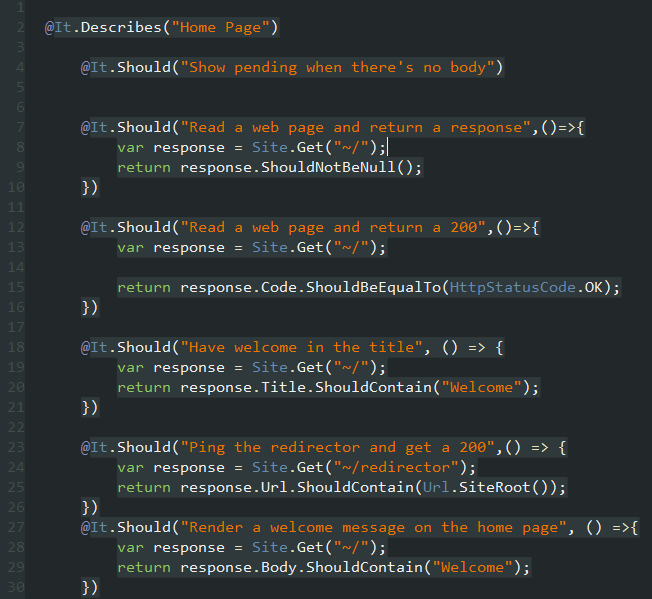 1
2 @It.Describes("Home Page")
3
4 @It.Should("Show pending when there's no body")
5
6
7 @It.Should("Read a web page and return a response",()=>{
8 var response = Site.Get("~/");
9 return response.ShouldNotBeNull();
10 })
11
12 @It.Should("Read a web page and return a 200",()=>{
13 var response = Site.Get("~/");
14
15 return response.Code.ShouldBeEqualTo(HttpStatusCode.OK);
16 })
17
18 @It.Should("Have welcome in the title", () => {
19 var response = Site.Get("~/");
20 return response.Title.ShouldContain("Welcome");
21 })
22
23 @It.Should("Ping the redirector and get a 200",() => {
24 var response = Site.Get("~/redirector");
25 return response.Url.ShouldContain(Url.SiteRoot());
26 })
27 @It.Should("Render a welcome message on the home page", () =>{
28 var response = Site.Get("~/");
29 return response.Body.ShouldContain("Welcome");
30 })